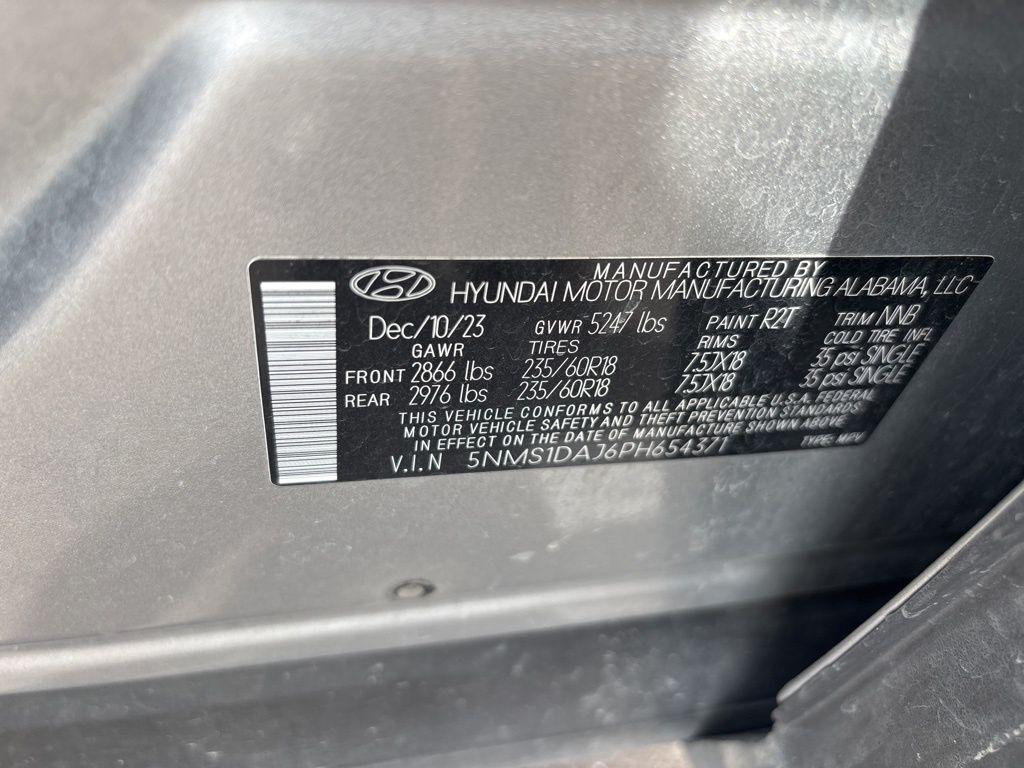 MANUFACTURED BY
HYUNDAI MOTOR MANUFACTURING ALABAMA, LLC
Dec/10/23 GVWR 5247 lbs PAINT R2T TRIM NNB
GAWR TIRES RIMS COLD TIRE INFL
FRONT 2866 lbs 235/60R18 7.5JX18 35 psi SINGLE
REAR 2976 lbs 235/60R18 7.5JX18 35 psi SINGLE
THIS VEHICLE CONFORMS TO ALL APPLICABLE U.S.A. FEDERAL
MOTOR VEHICLE SAFETY AND THEFT PREVENTION STANDARDS
IN EFFECT ON THE DATE OF MANUFACTURE SHOWN ABOVE.
V.I.N 5NMS1DAJ6PH654371 TYPE: MPV